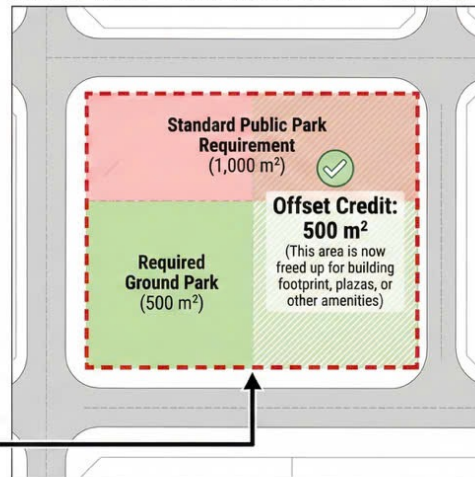 Standard Public Park
Requirement
(1,000 m²)
Offset Credit:
500 m²
(This area is now
freed up for building
footprint, plazas, or
other amenities)
Required
Ground Park
(500 m²)